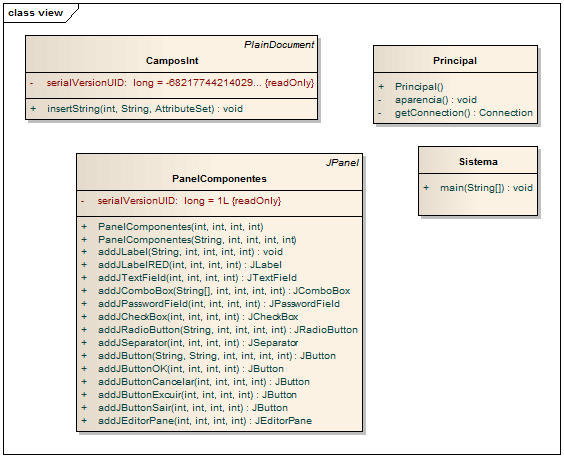 class view
PlainDocument
CamposInt
- serialVersionUID: long = -68217744214029... {readOnly}
+ insertString(int, String, AttributeSet) : void
Principal
+ Principal()
- aparencia() : void
- getConnection() : Connection
Sistema
+ main(String[]) : void
JPanel
PanelComponentes
- serialVersionUID: long = 1L {readOnly}
+ PanelComponentes(int, int, int, int)
+ PanelComponentes(String, int, int, int, int)
+ addJLabel(String, int, int, int, int) : void
+ addJLabelRED(int, int, int, int) : JLabel
+ addJTextField(int, int, int, int) : JTextField
+ addJComboBox(String[], int, int, int, int) : JComboBox
+ addJPasswordField(int, int, int, int) : JPasswordField
+ addJCheckBox(int, int, int, int) : JCheckBox
+ addJRadioButton(String, int, int, int, int) : JRadioButton
+ addJSeparator(int, int, int, int) : JSeparator
+ addJButton(String, String, int, int, int, int) : JButton
+ addJButtonOK(int, int, int, int) : JButton
+ addJButtonCancelar(int, int, int, int) : JButton
+ addJButtonExcuir(int, int, int, int) : JButton
+ addJButtonSair(int, int, int, int) : JButton
+ addJEditorPane(int, int, int, int) : JEditorPane